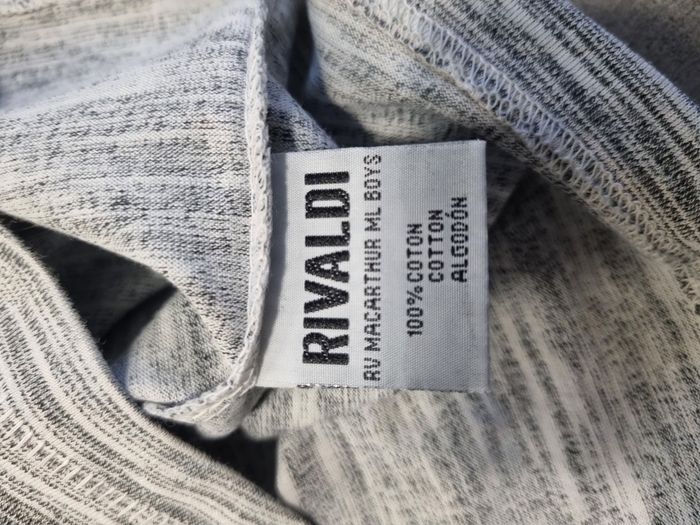 RIVALDI
RV MACARTHUR ML BOYS
100% COTON
COTTON
ALGODÓN